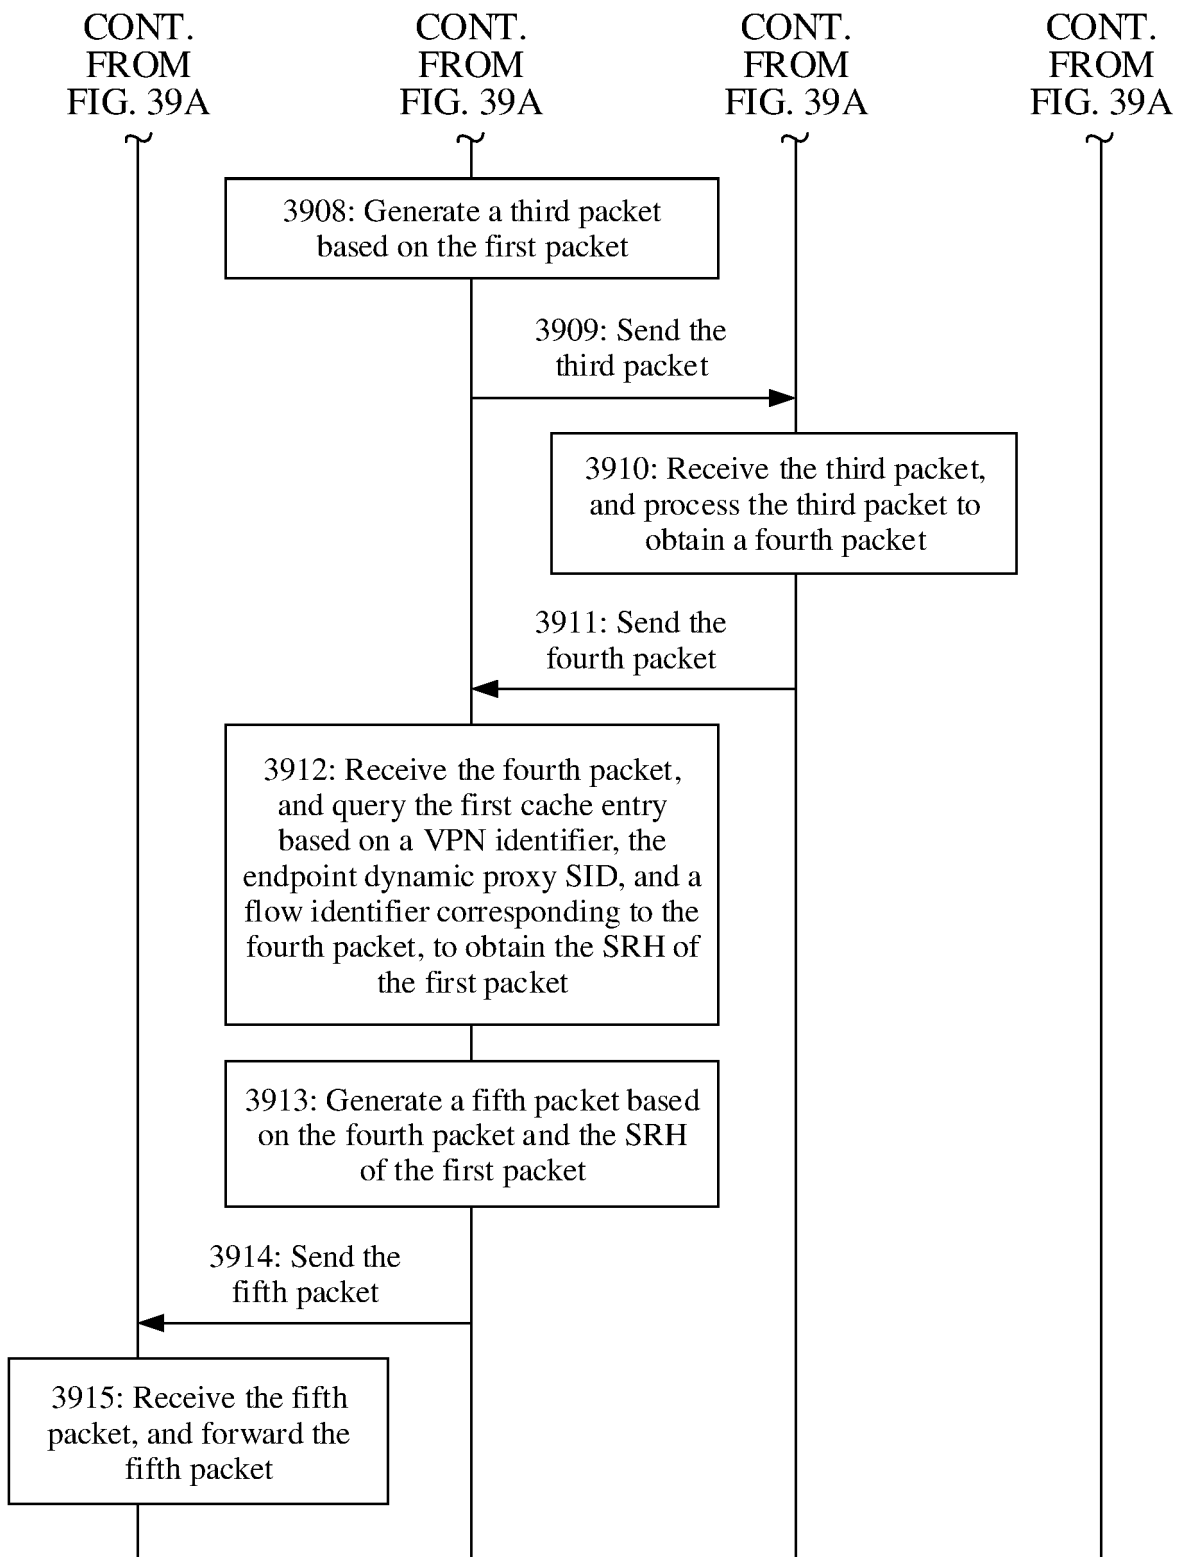 CONT.
FROM
FIG. 39A
CONT.
FROM
FIG. 39A
CONT.
FROM
FIG. 39A
CONT.
FROM
FIG. 39A
3908: Generate a third packet
based on the first packet
3909: Send the
third packet
3910: Receive the third packet,
and process the third packet to
obtain a fourth packet
3911: Send the
fourth packet
3912: Receive the fourth packet,
and query the first cache entry
based on a VPN identifier, the
endpoint dynamic proxy SID, and a
flow identifier corresponding to the
fourth packet, to obtain the SRH of
the first packet
3913: Generate a fifth packet based
on the fourth packet and the SRH
of the first packet
3914: Send the
fifth packet
3915: Receive the fifth
packet, and forward the
fifth packet